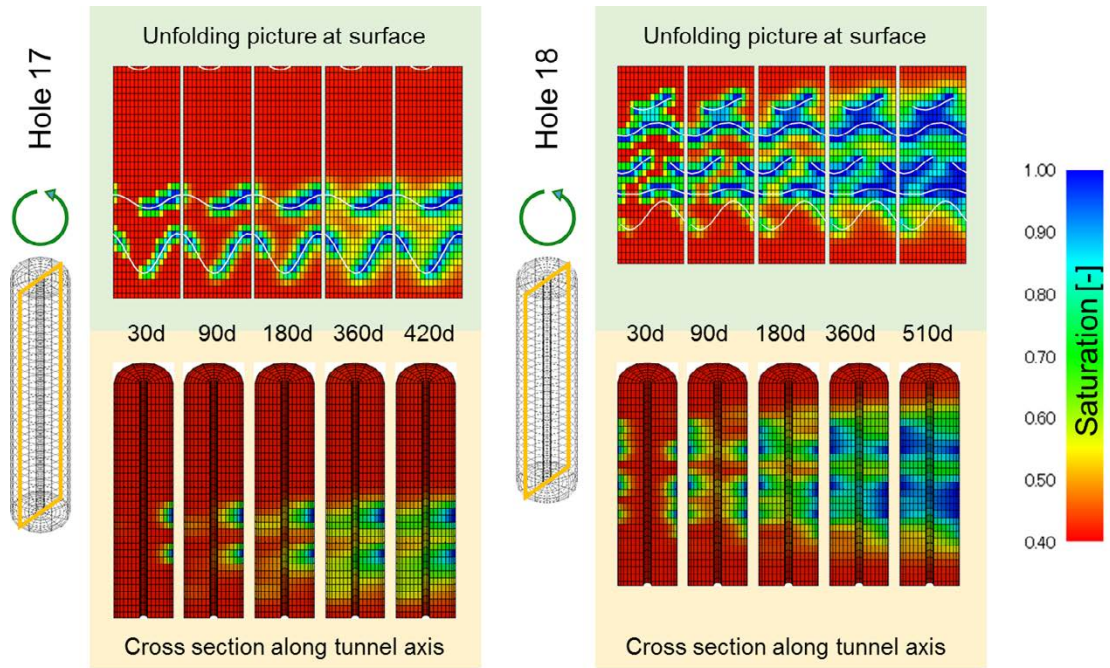 Hole 17
Unfolding picture at surface
30d 90d 180d 360d 420d
Cross section along tunnel axis
Hole 18
Unfolding picture at surface
30d 90d 180d 360d 510d
Cross section along tunnel axis
1.00
0.90
0.80
0.70
0.60
0.50
0.40
Saturation [-]